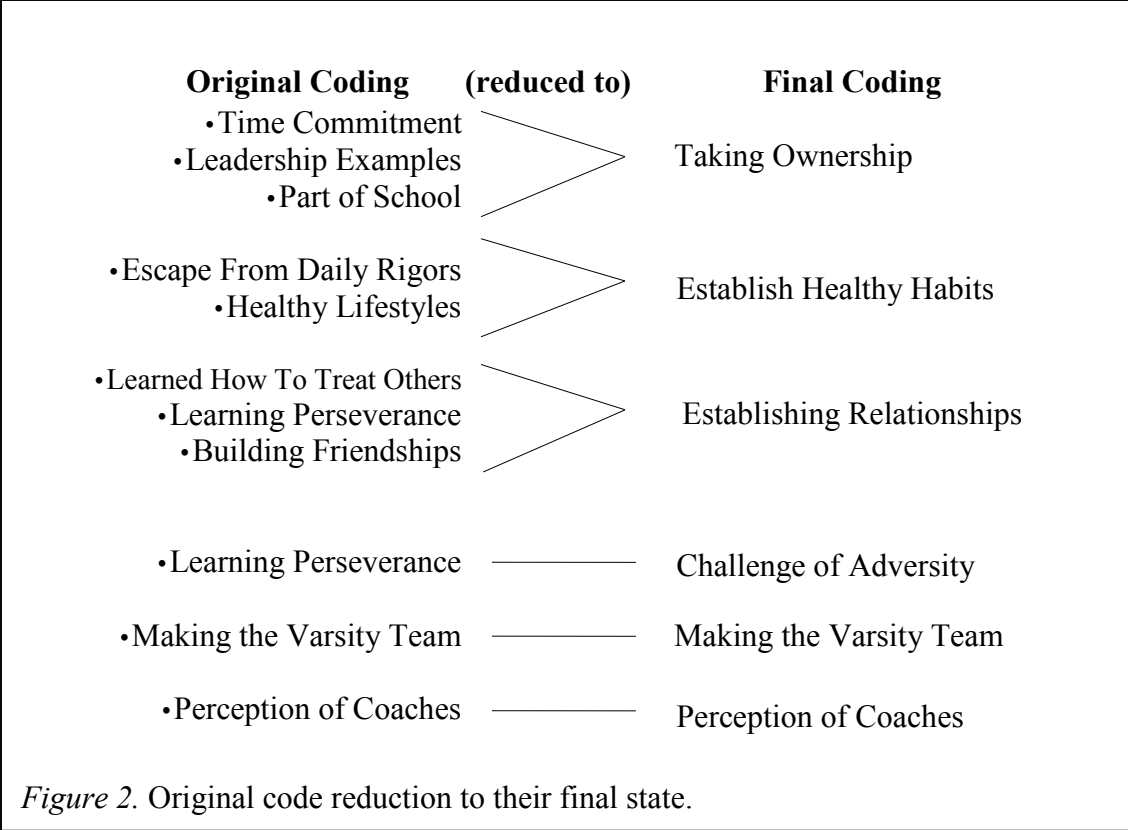 Original Coding (reduced to) Final Coding
•Time Commitment
•Leadership Examples
•Part of School
Taking Ownership
•Escape From Daily Rigors
•Healthy Lifestyles
Establish Healthy Habits
•Learned How To Treat Others
•Learning Perseverance
•Building Friendships
Establishing Relationships
•Learning Perseverance
Challenge of Adversity
•Making the Varsity Team
Making the Varsity Team
•Perception of Coaches
Perception of Coaches
Figure 2. Original code reduction to their final state.